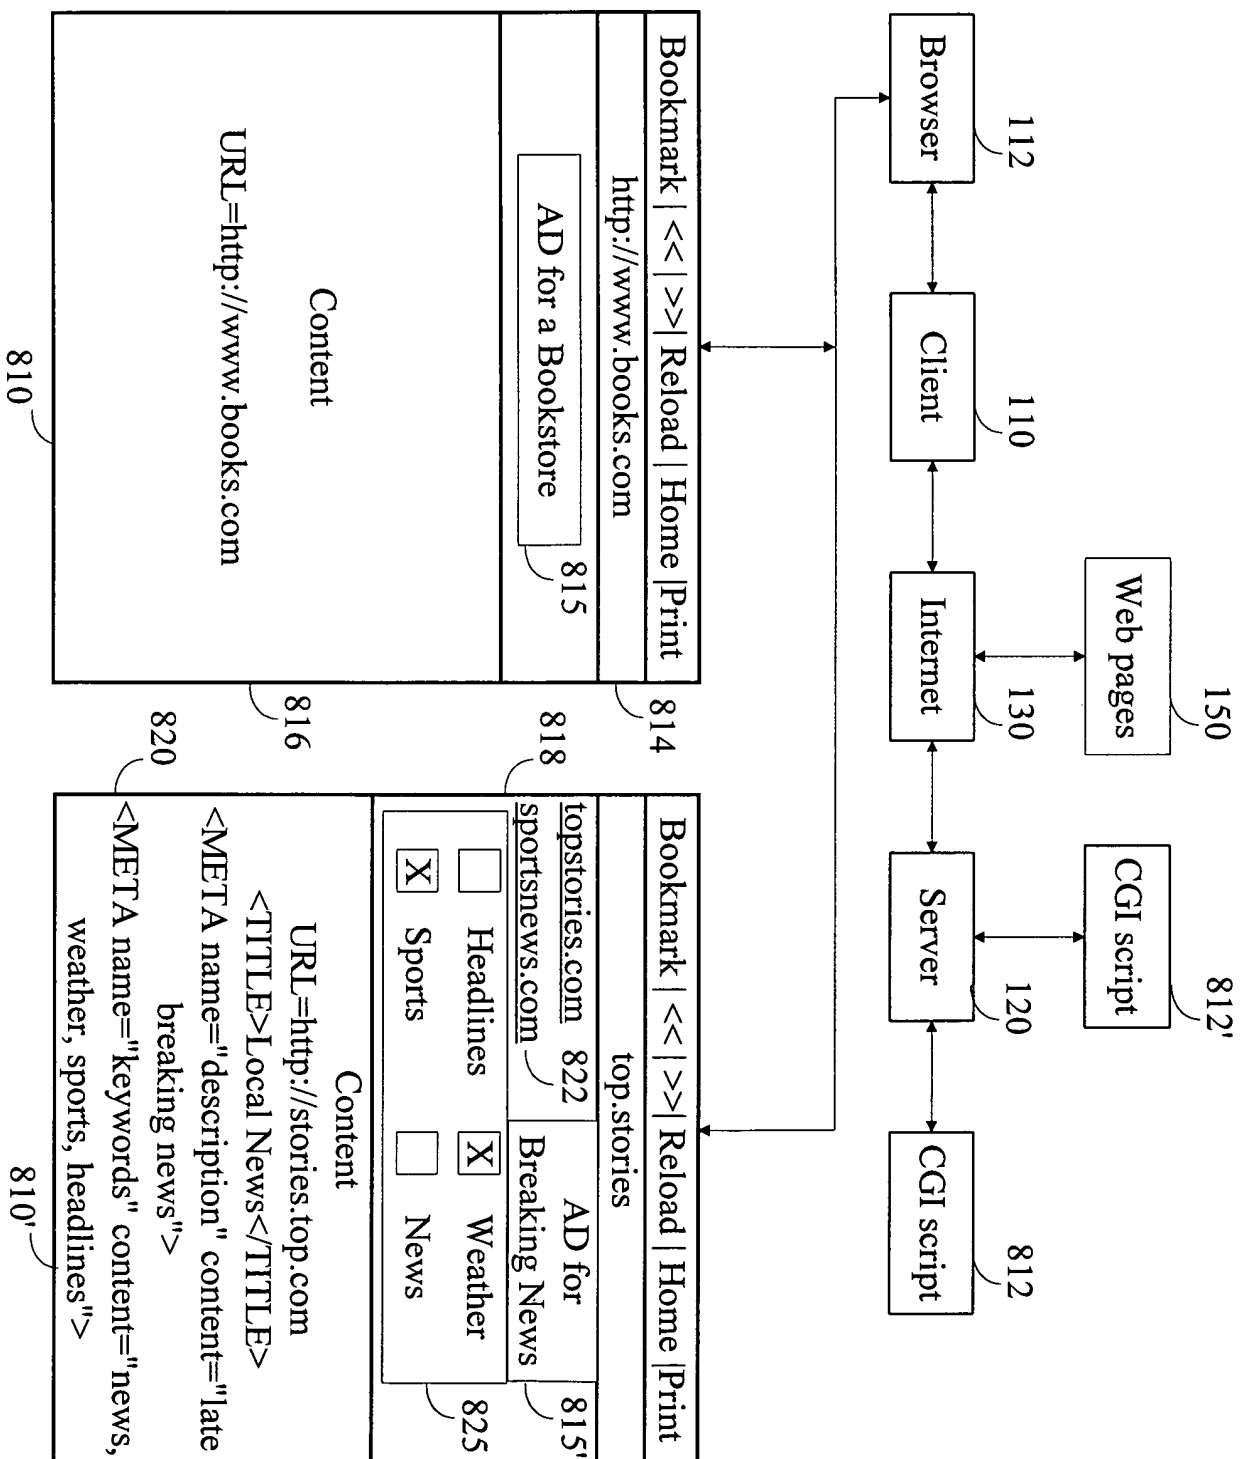 150
812'
Web pages
CGI script
112
110
130
120
812
Browser
Client
Internet
Server
CGI script
Bookmark | << | >>| Reload | Home |Print
http://www.books.com
814
AD for a Bookstore
815
Content
URL=http://www.books.com
816
810
Bookmark | << | >>| Reload | Home |Print
top.stories
topstories.com
sportsnews.com
822
AD for
Breaking News
815'
818
Headlines
X Weather
X Sports
News
825
Content
URL=http://stories.top.com
<TITLE>Local News</TITLE>
<META name="description" content="late
breaking news">
<META name="keywords" content="news,
weather, sports, headlines">
820
810'